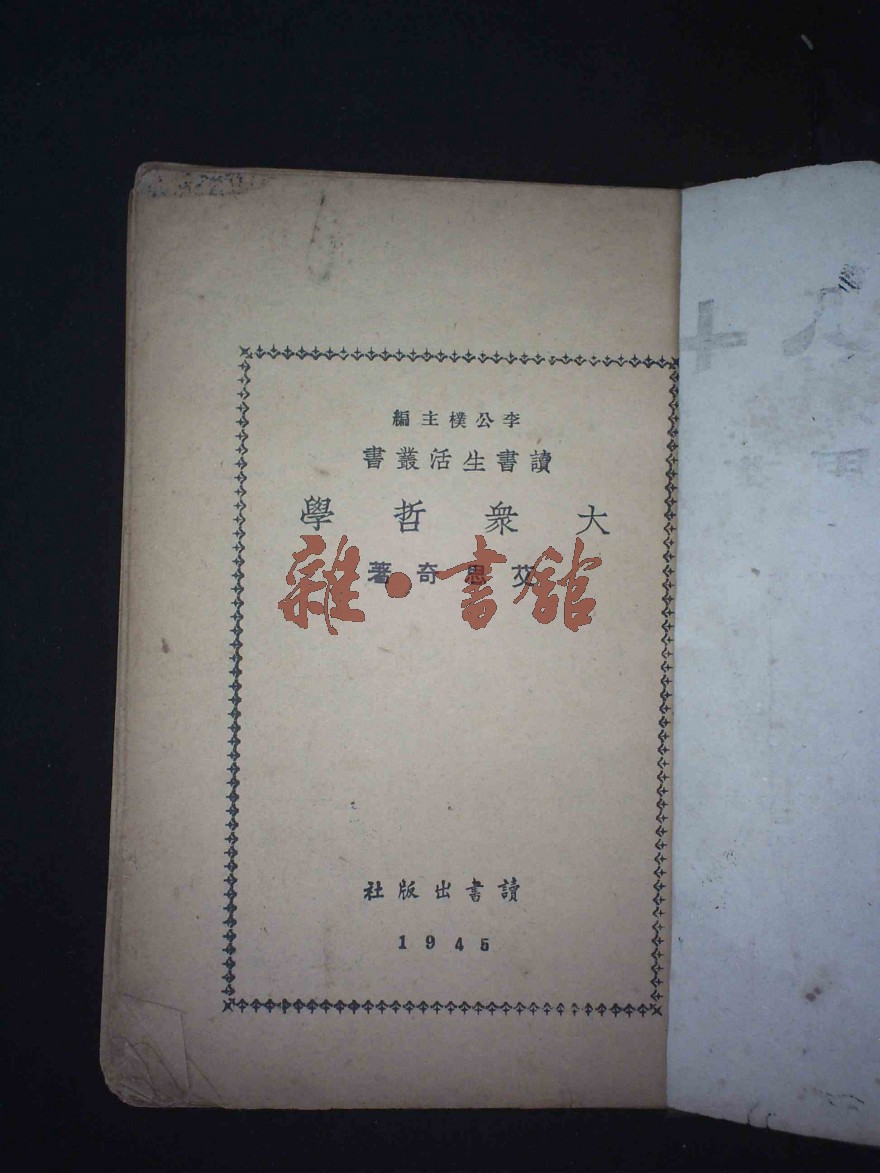 李公樸主編
讀書生活叢書
大衆哲學
艾思奇著
雜·書館
讀書出版社
1945